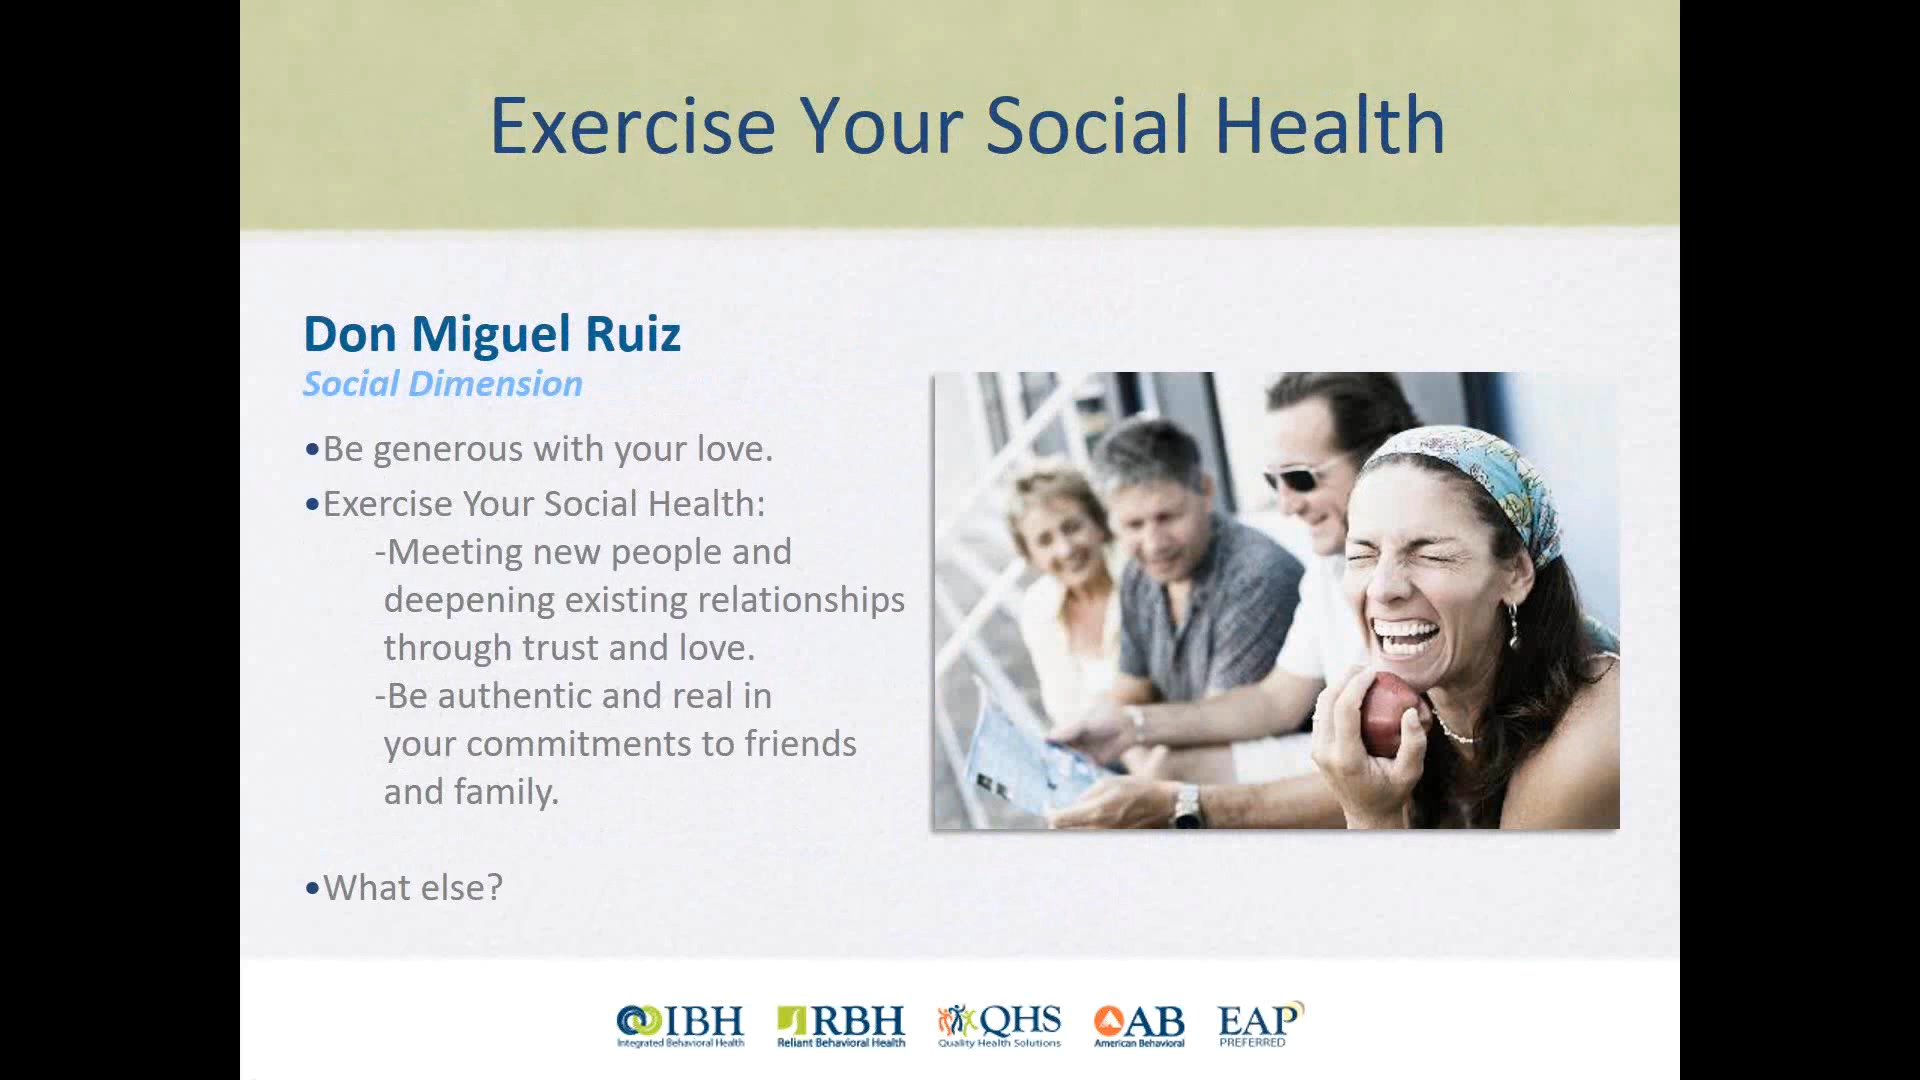 Exercise Your Social Health
Don Miguel Ruiz
Social Dimension
•Be generous with your love.
•Exercise Your Social Health:
-Meeting new people and
deepening existing relationships
through trust and love.
-Be authentic and real in
your commitments to friends
and family.
•What else?
IBH RBH QHS AB EAP
Integrated Behavioral Health Reliant Behavioral Health Quality Health Solutions American Behavioral PREFERRED